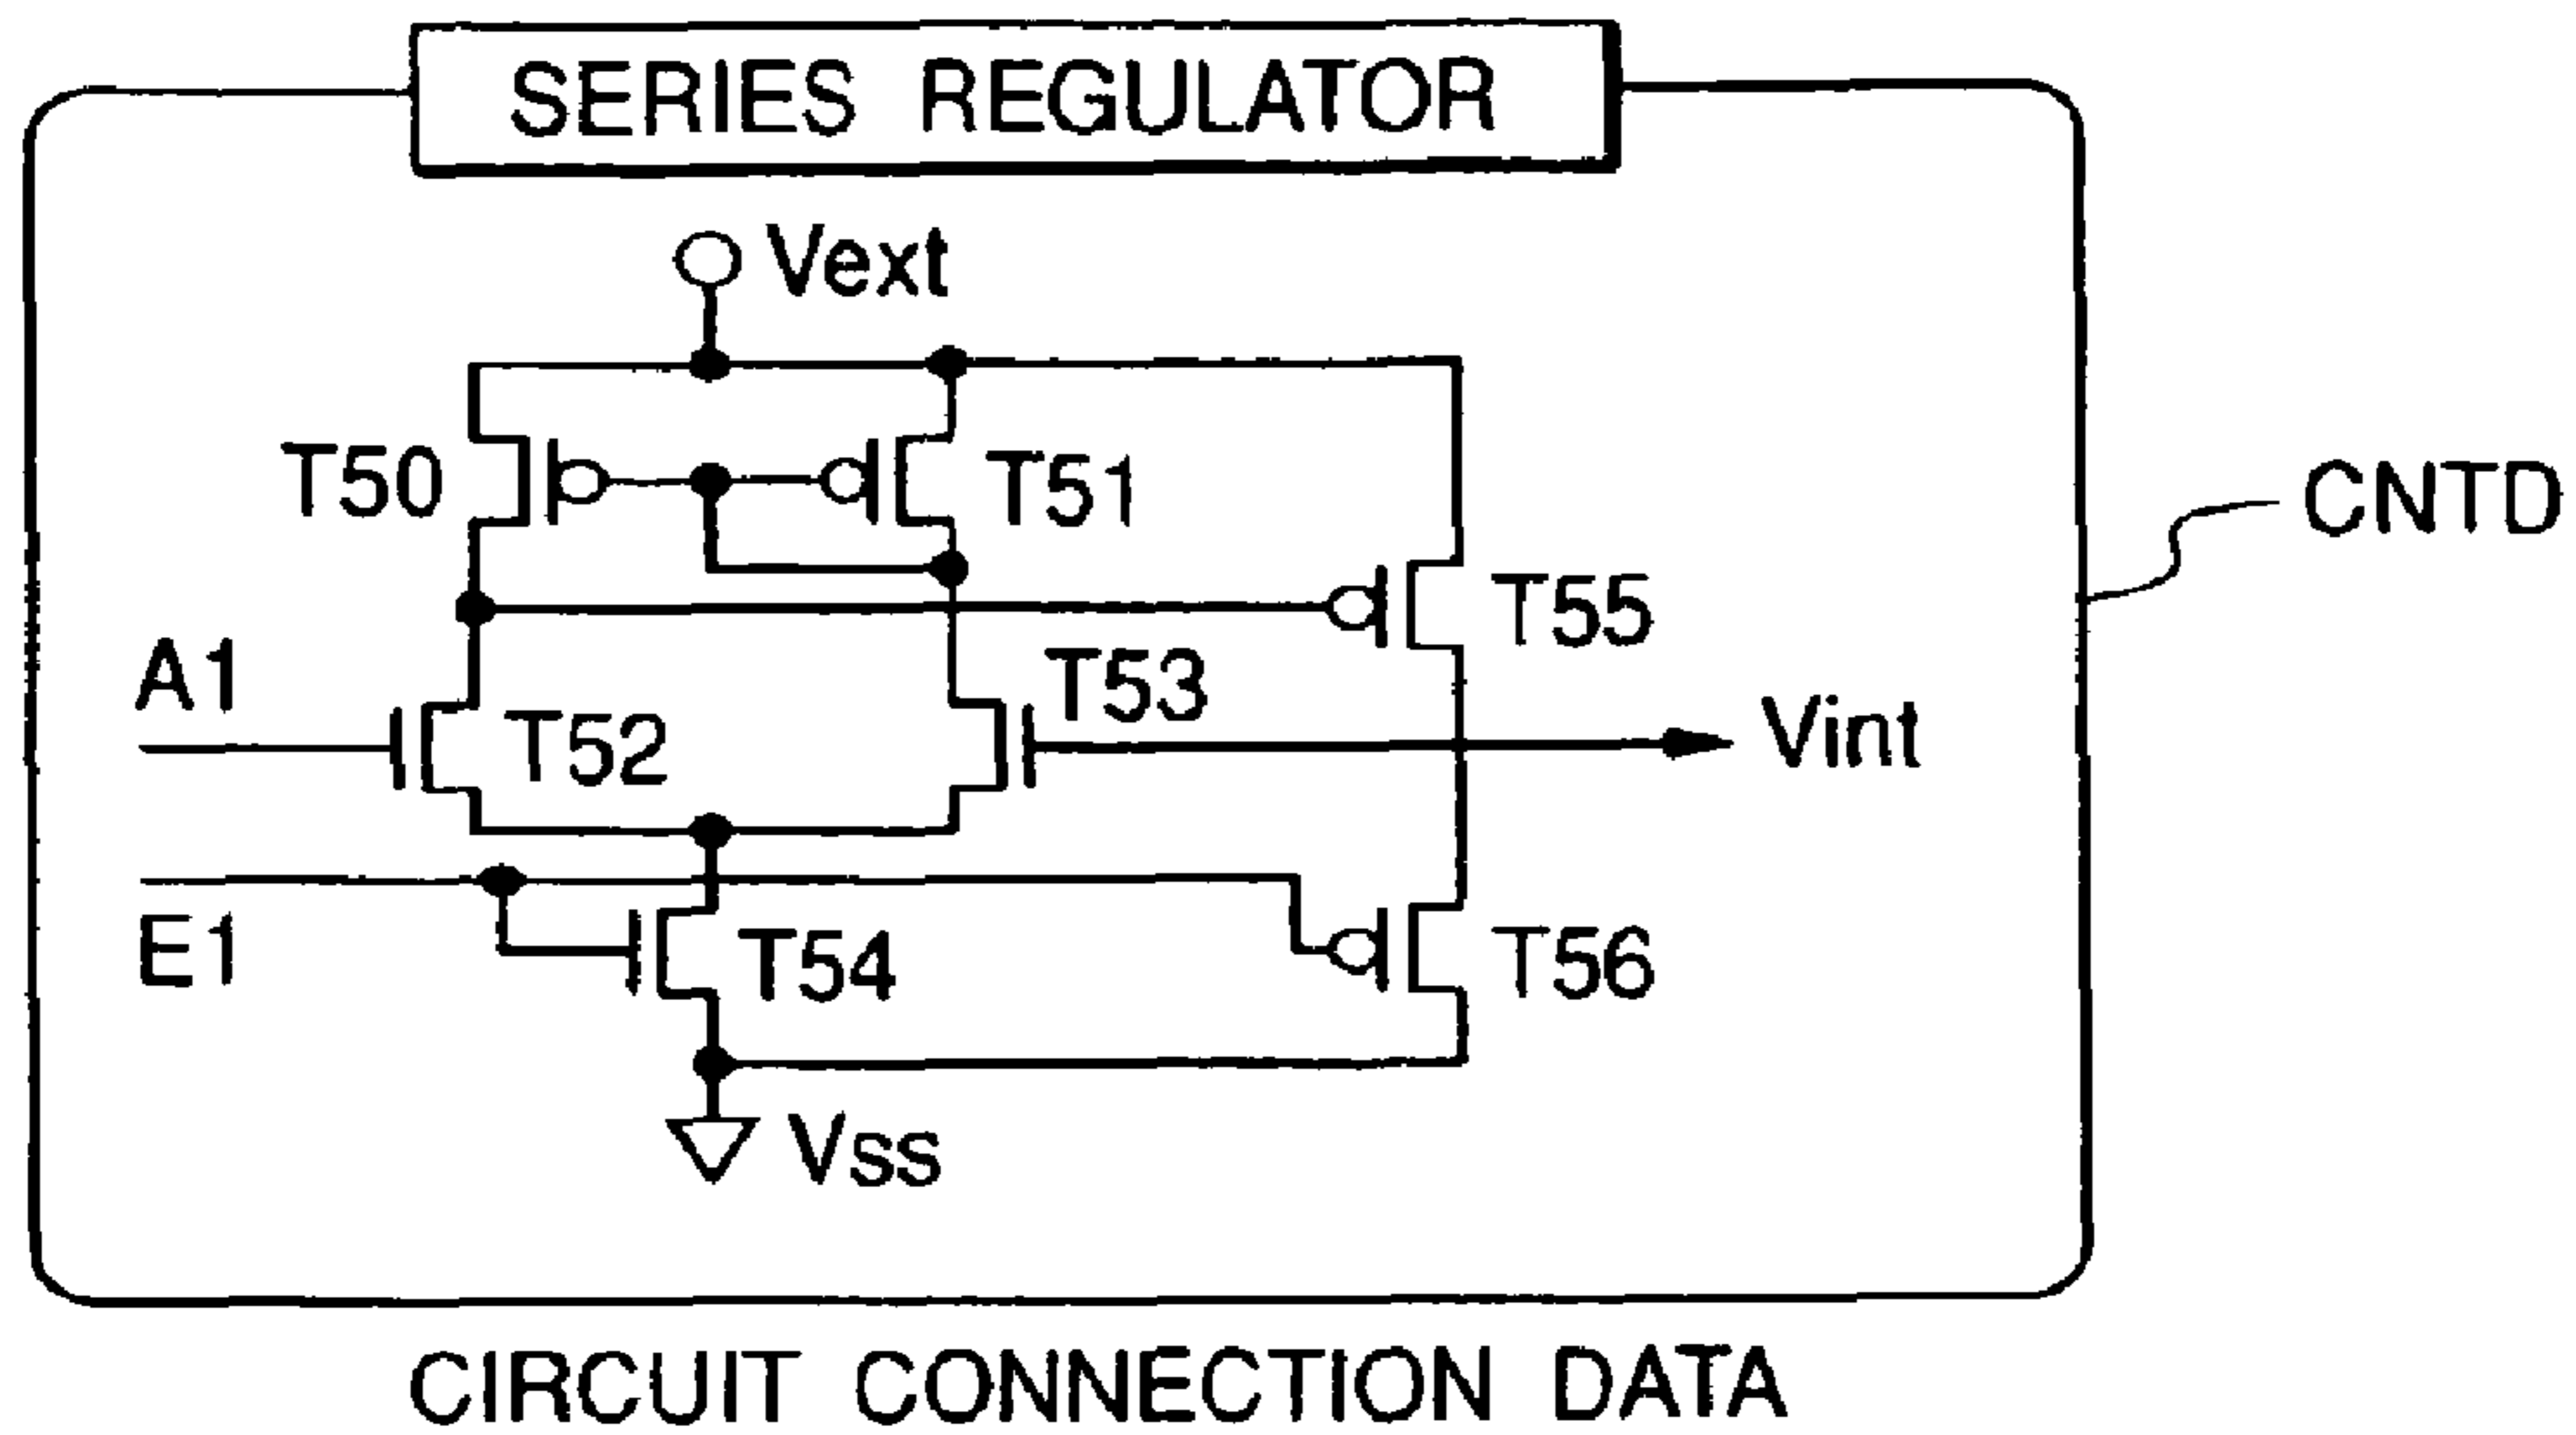 SERIES REGULATOR
Vext
T50
T51
CNTD
T55
A1
T53
T52
Vint
E1
T54
T56
Vss
CIRCUIT CONNECTION DATA